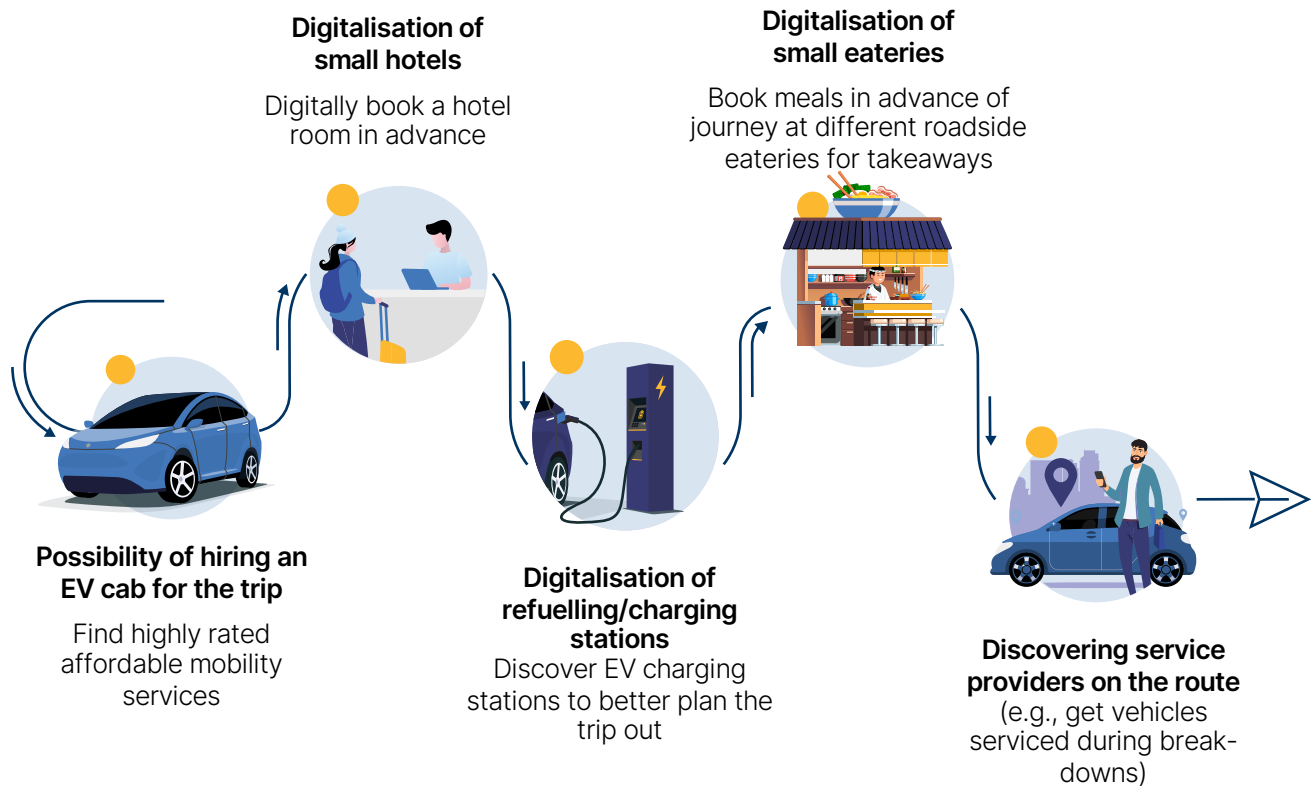 Digitalisation of
small hotels
Digitally book a hotel
room in advance
Digitalisation of
small eateries
Book meals in advance of
journey at different roadside
eateries for takeaways
Possibility of hiring an
EV cab for the trip
Find highly rated
affordable mobility
services
Digitalisation of
refuelling/charging
stations
Discover EV charging
stations to better plan the
trip out
Discovering service
providers on the route
(e.g., get vehicles
serviced during break-
downs)